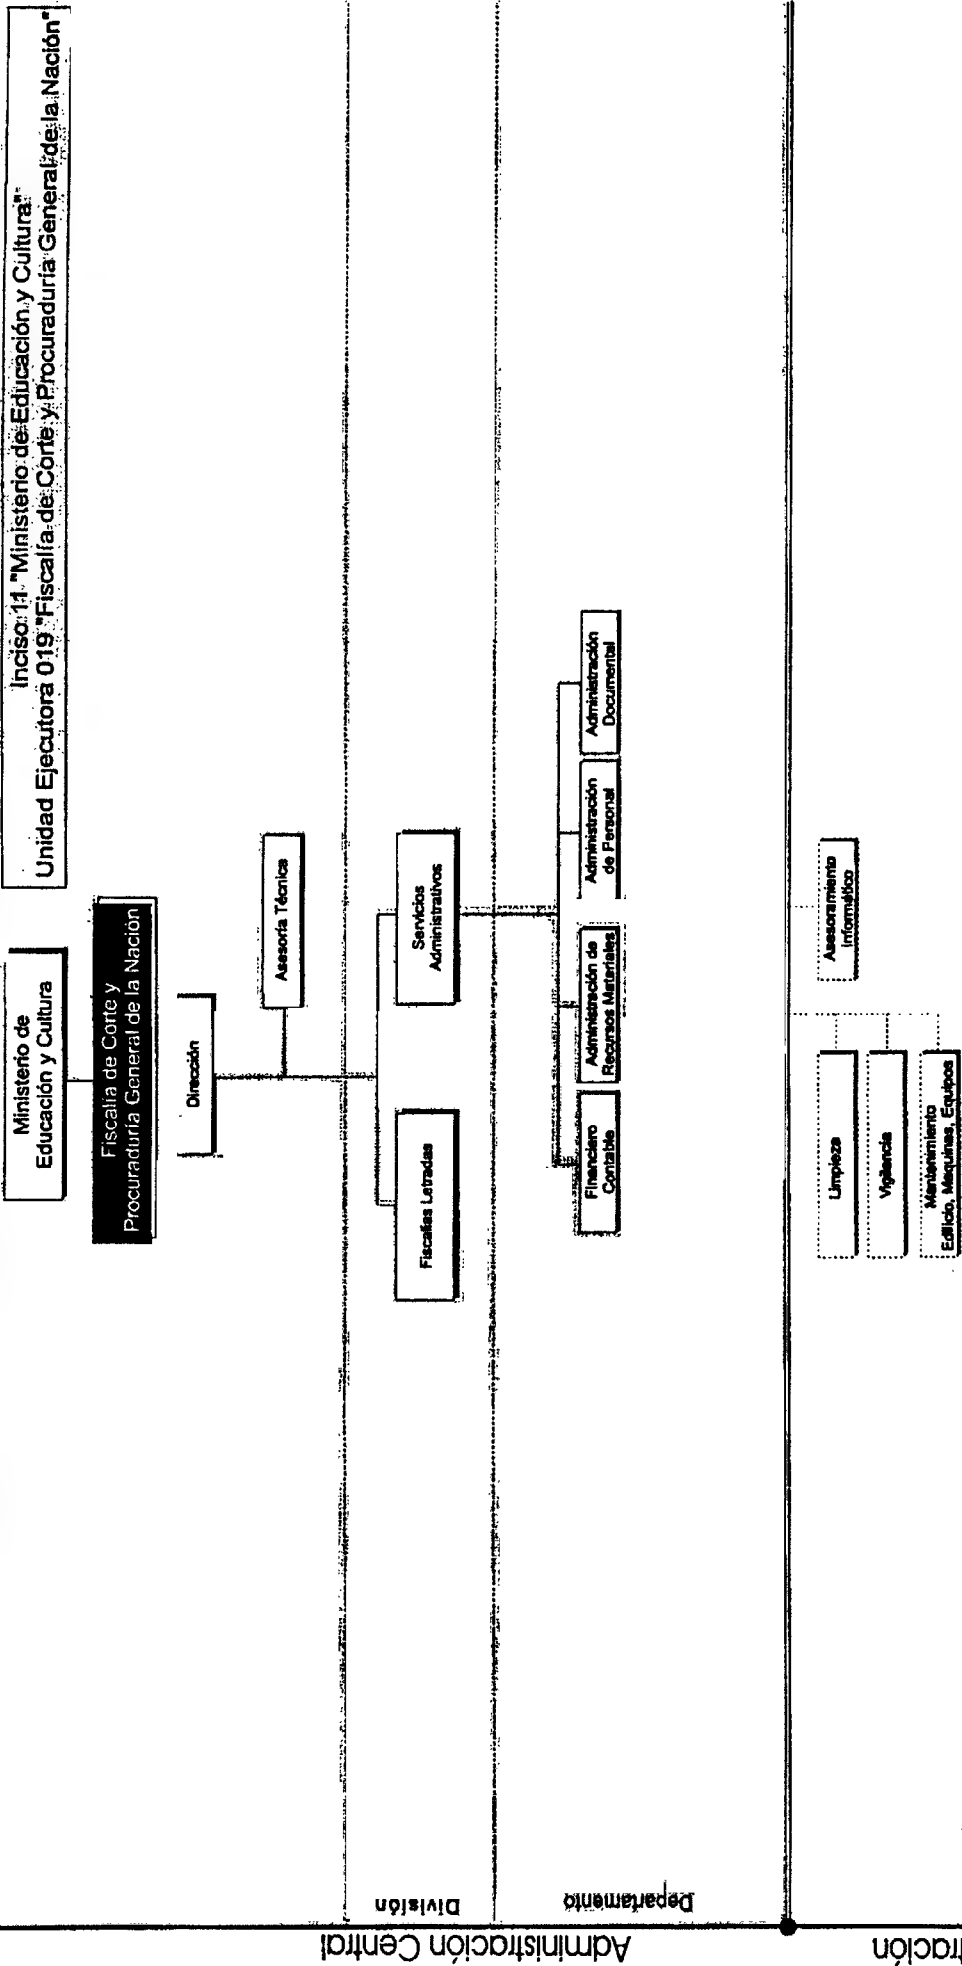 Inciso 11 "Ministerio de Educación y Cultura"
Unidad Ejecutora 019 "Fiscalía de Corte y Procuraduría General de la Nación"
Ministerio de
Educación y Cultura
Fiscalía de Corte y
Procuraduría General de la Nación
Dirección
Asesoría Técnica
Fiscalías Letradas
Servicios
Administrativos
Financiero
Contable
Administración de
Recursos Materiales
Administración
de Personal
Administración
Documental
Limpieza
Vigilancia
Mantenimiento
Edificio, Maquinas, Equipos
Asesoramiento
Informático
División
Departamento
Administración Central
tración